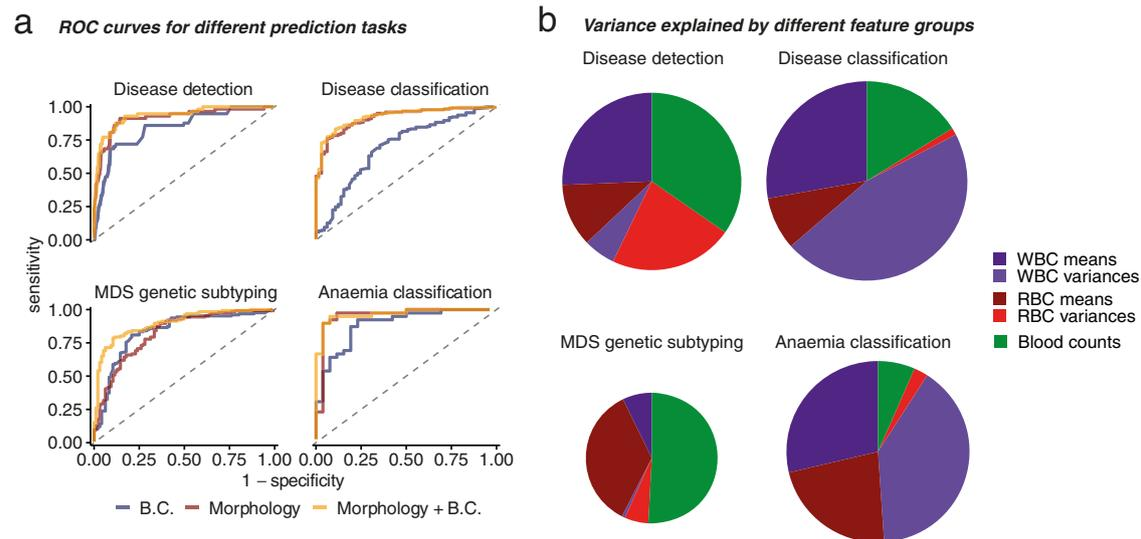 a ROC curves for different prediction tasks
Disease detection Disease classification
1.00
0.75
0.50
0.25
0.00
sensitivity
MDS genetic subtyping Anaemia classification
1.00
0.75
0.50
0.25
0.00
0.00 0.25 0.50 0.75 1.00 0.00 0.25 0.50 0.75 1.00
1 – specificity
B.C. Morphology Morphology + B.C.
b Variance explained by different feature groups
Disease detection Disease classification
MDS genetic subtyping Anaemia classification
WBC means
WBC variances
RBC means
RBC variances
Blood counts